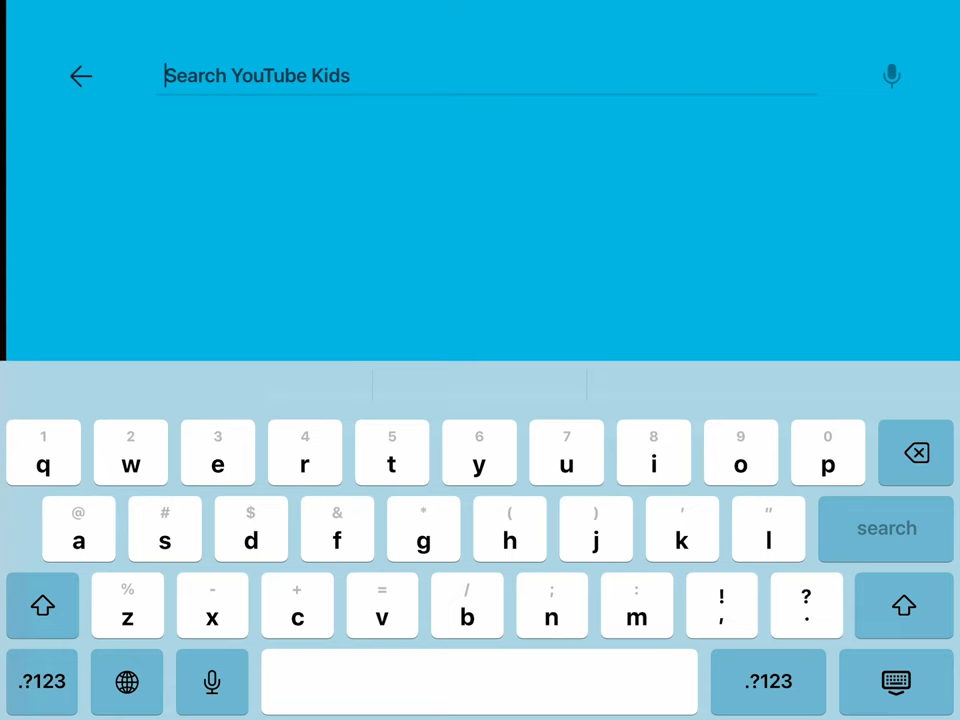 Search YouTube Kids
1 2 3 4 5 6 7 8 9 0
q w e r t y u i o p
@ # $ & * ( ) ' "
a s d f g h j k l search
% - + = / ; : ! ?
z x c v b n m , .
.?123 .?123